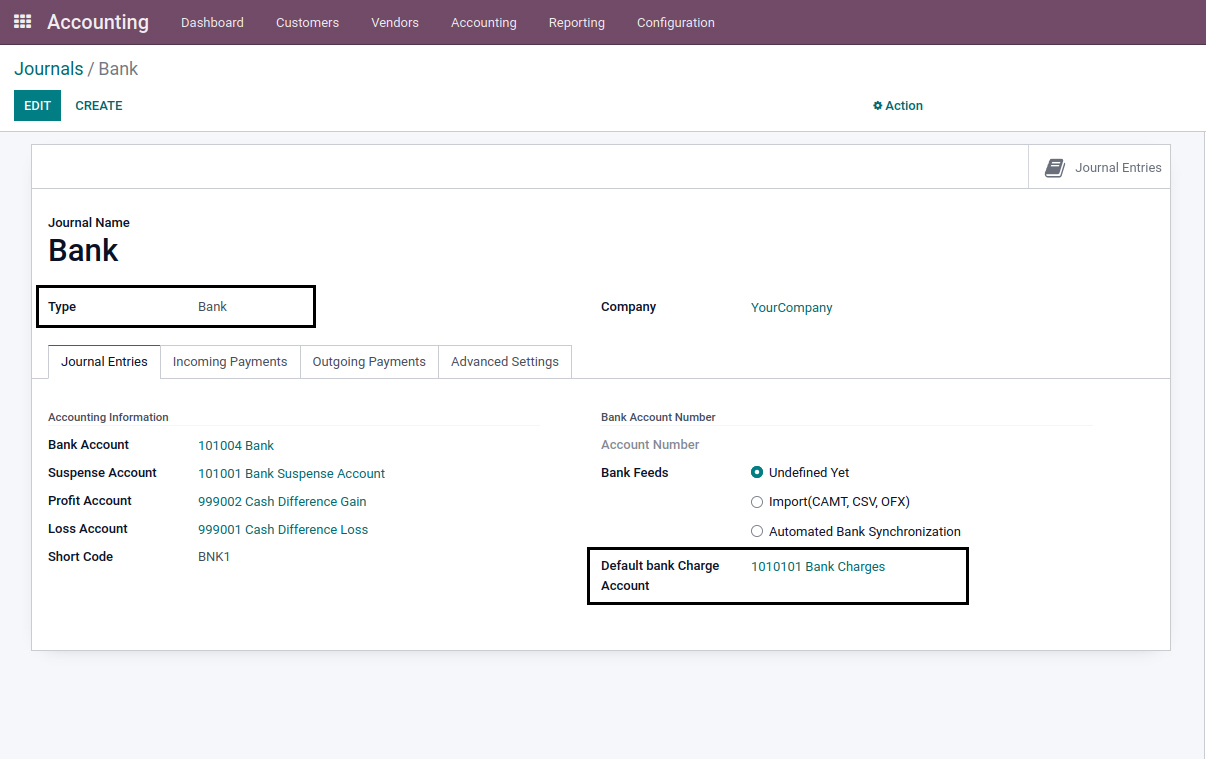 Accounting Dashboard Customers Vendors Accounting Reporting Configuration
Journals / Bank
EDIT CREATE Action
Journal Entries
Journal Name
Bank
Type Bank Company YourCompany
Journal Entries Incoming Payments Outgoing Payments Advanced Settings
Accounting Information
Bank Account 101004 Bank
Suspense Account 101001 Bank Suspense Account
Profit Account 999002 Cash Difference Gain
Loss Account 999001 Cash Difference Loss
Short Code BNK1
Bank Account Number
Account Number
Bank Feeds Undefined Yet
Import(CAMT, CSV, OFX)
Automated Bank Synchronization
Default bank Charge 1010101 Bank Charges
Account